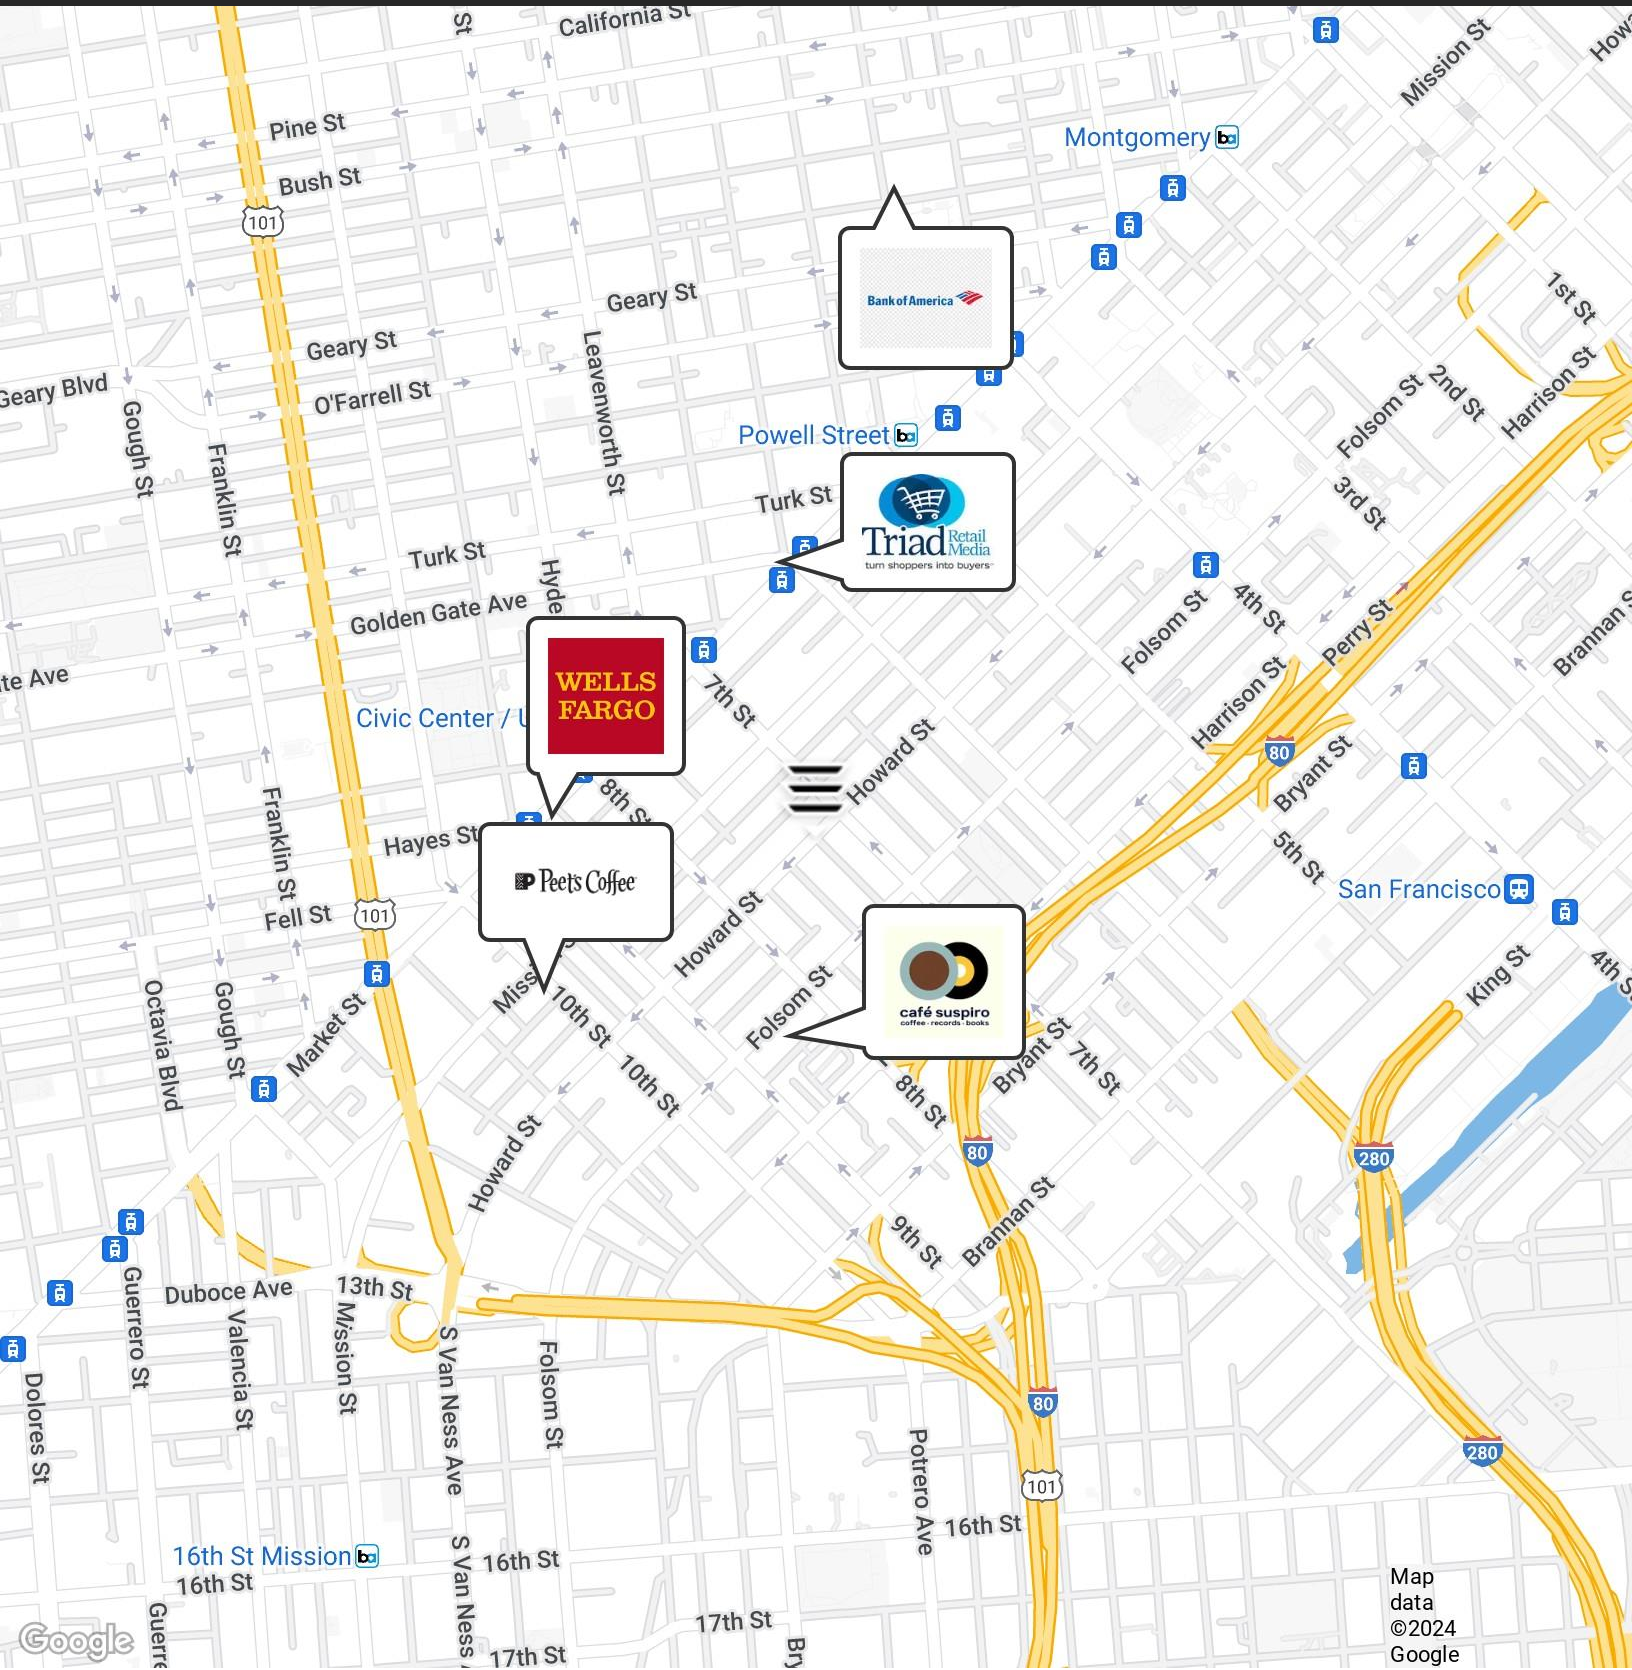 California St
St
Mission St
Pine St
Montgomery
Bush St
101
Bank of America
Geary St
1st St
Geary St
Leavenworth St
Geary Blvd
O'Farrell St
Gough St
Folsom St
2nd St
Harrison St
Powell Street
Franklin St
Turk St
3rd St
Triad Retail
Media
turn shoppers into buyers
Turk St
Hyde
Golden Gate Ave
4th St
Folsom St
Perry St
Brannan S
te Ave
WELLS
FARGO
7th St
Harrison St
Civic Center / U
Howard St
80
Bryant St
8th St
Franklin St
Hayes St
5th St
Peet's Coffee
San Francisco
Fell St
101
Howard St
café suspiro
coffee · records · books
Folsom St
Miss
10th St
King St
4th S
Octavia Blvd
Gough St
Market St
10th St
Bryant St
7th St
8th St
Howard St
80
280
9th St
Brannan St
Duboce Ave
13th St
Guerrero St
Valencia St
Mission St
S Van Ness Ave
Folsom St
Dolores St
80
Potrero Ave
280
101
16th St
16th St Mission
16th St
16th St
S Van Ness A
Guerre
17th St
17th St
Bry
Google
Map
data
©2024
Google